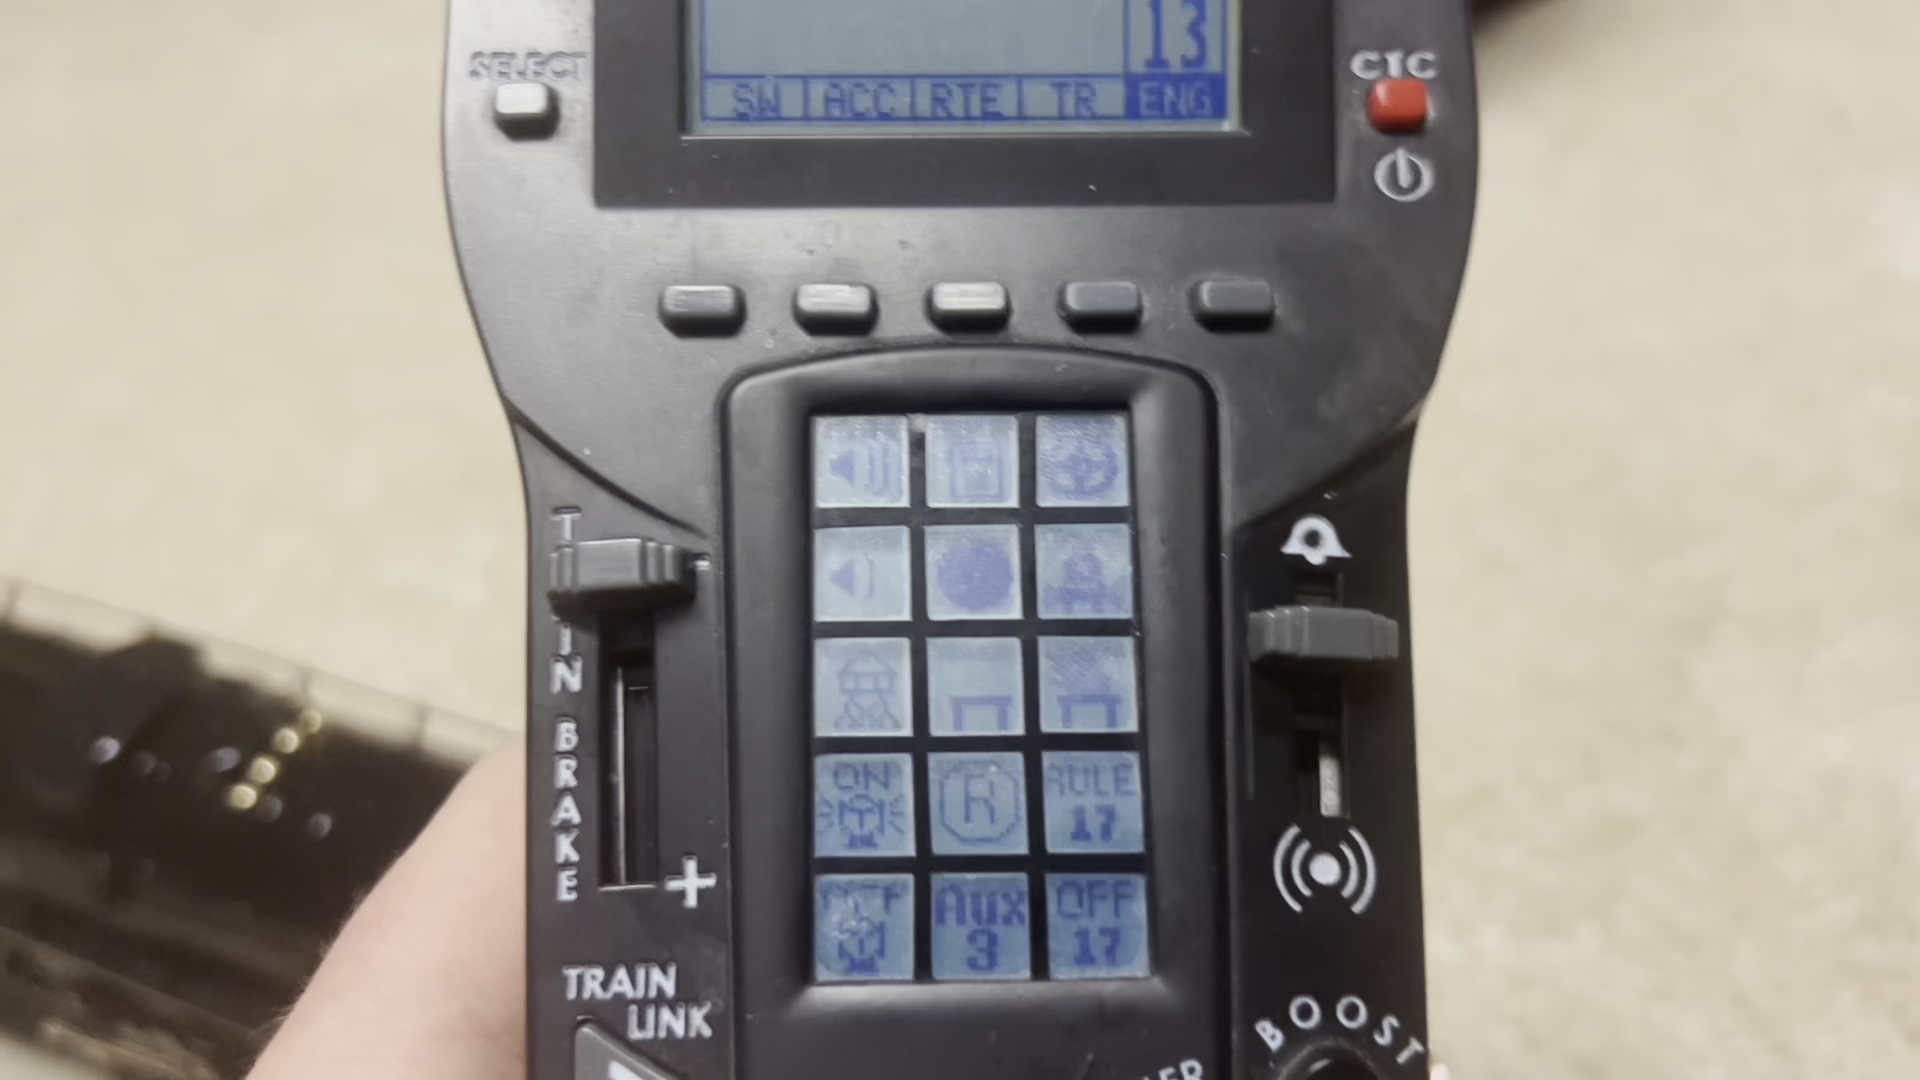 13
SELECT
CTC
SW ACC RTE TR ENG
TRAIN BRAKE
+
ON
R
RULE
17
OFF
Aux
3
OFF
17
TRAIN
LINK
BOOST